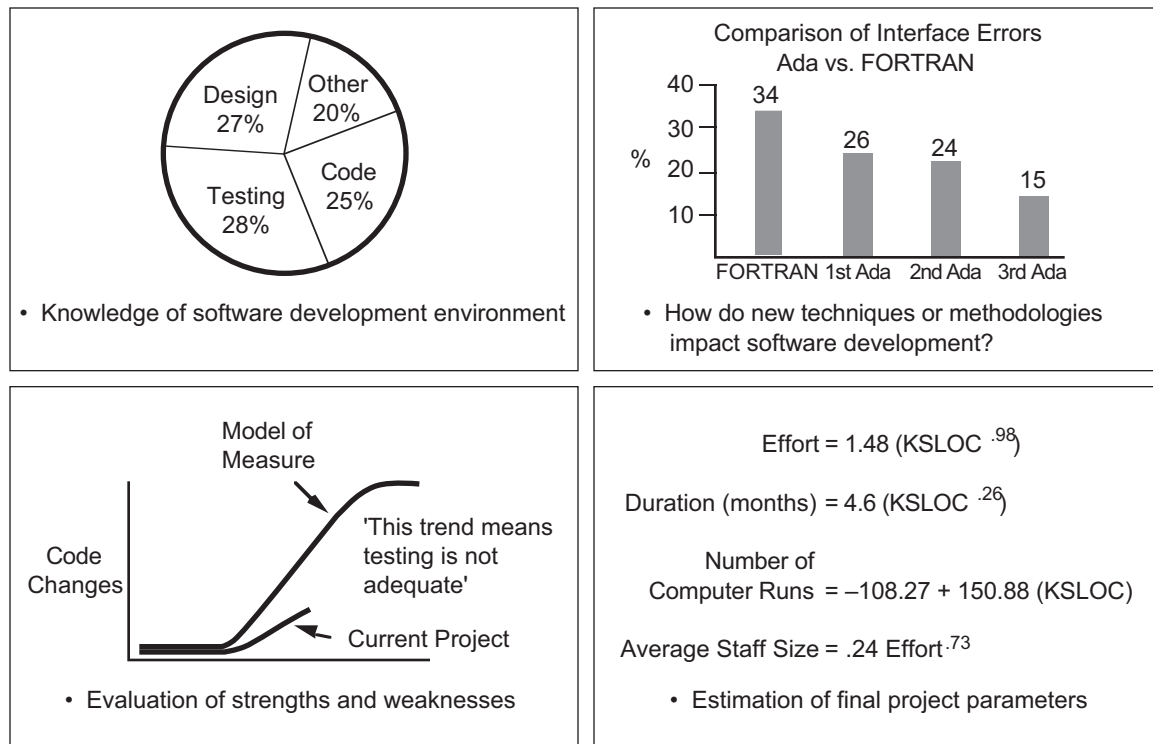 Design
27%
Other
20%
Code
25%
Testing
28%
• Knowledge of software development environment
Comparison of Interface Errors
Ada vs. FORTRAN
%
40
30
20
10
34
26
24
15
FORTRAN 1st Ada 2nd Ada 3rd Ada
• How do new techniques or methodologies
impact software development?
Model of
Measure
'This trend means
testing is not
adequate'
Code
Changes
Current Project
• Evaluation of strengths and weaknesses
Effort = 1.48 (KSLOC .98)
Duration (months) = 4.6 (KSLOC .26)
Number of
Computer Runs = –108.27 + 150.88 (KSLOC)
Average Staff Size = .24 Effort.73
• Estimation of final project parameters